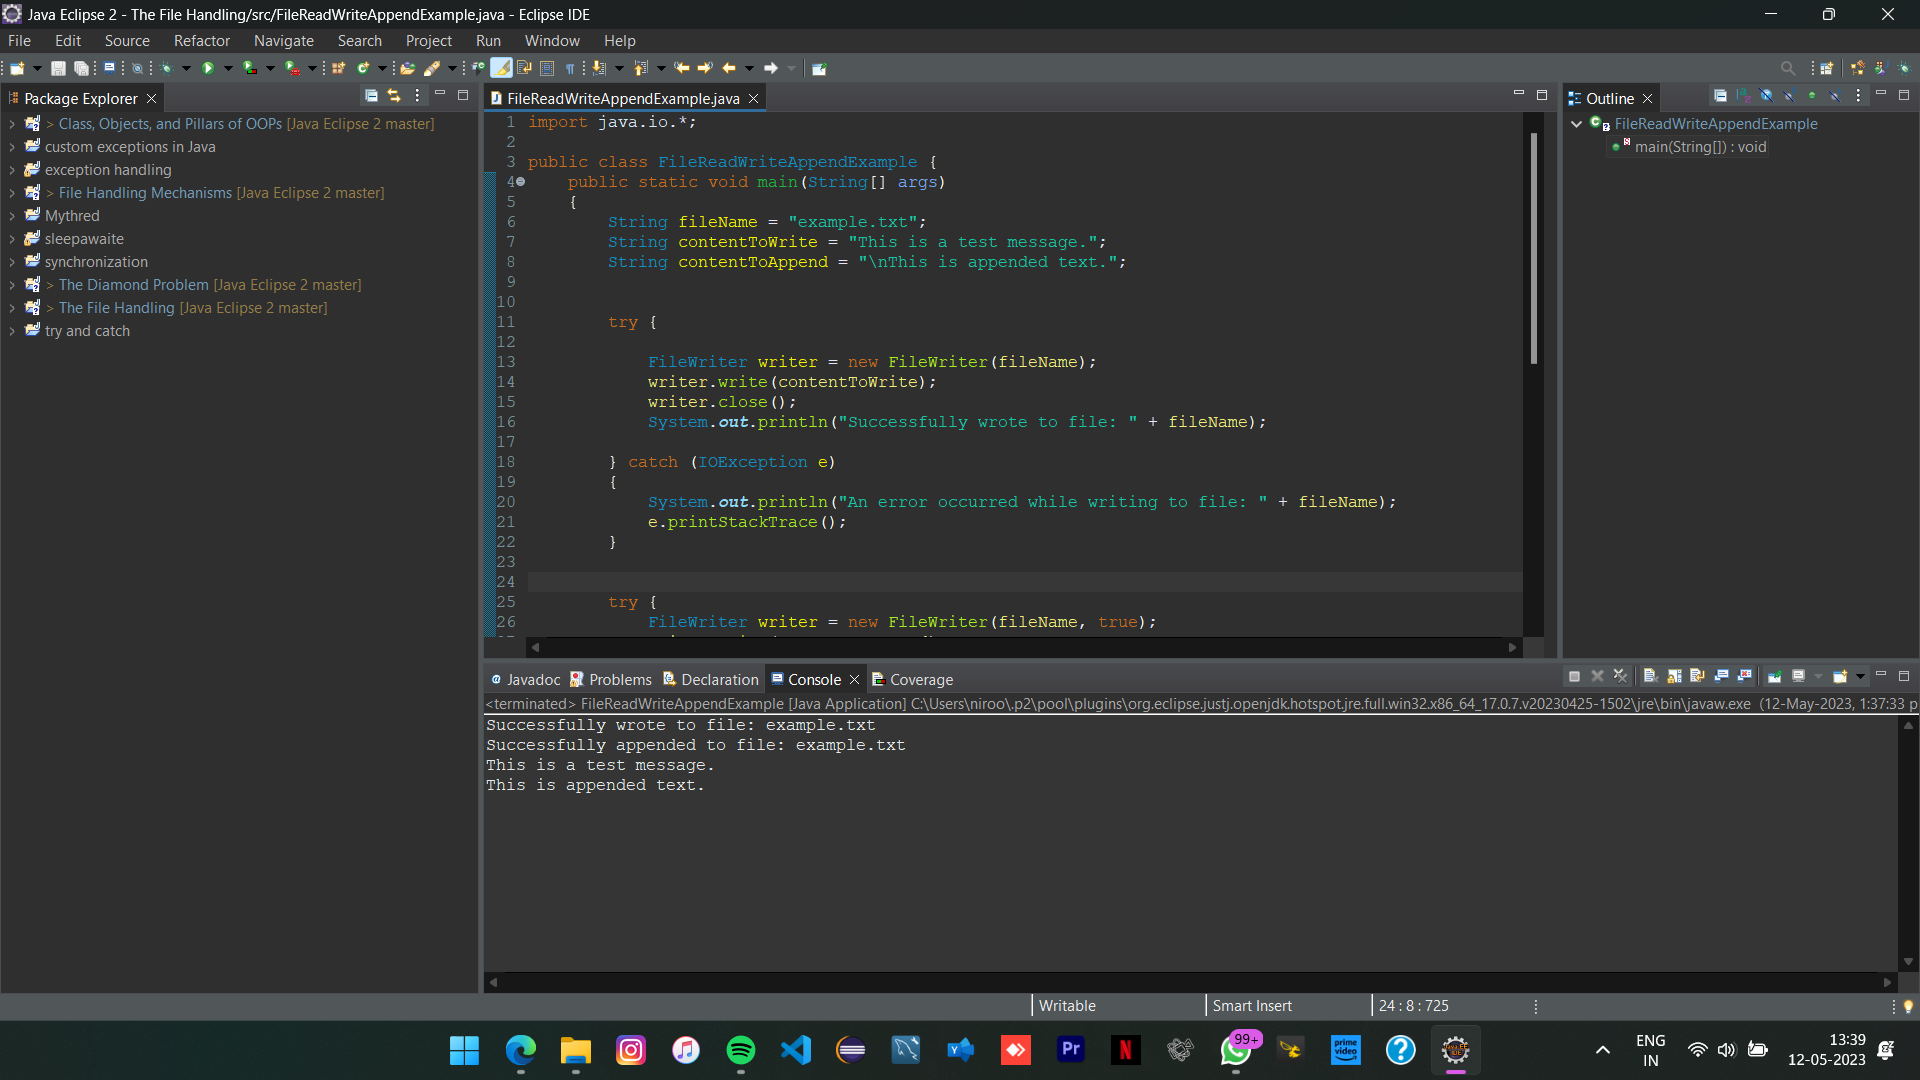 Java Eclipse 2 - The File Handling/src/FileReadWriteAppendExample.java - Eclipse IDE
File Edit Source Refactor Navigate Search Project Run Window Help
Package Explorer
> Class, Objects, and Pillars of OOPs [Java Eclipse 2 master]
custom exceptions in Java
exception handling
> File Handling Mechanisms [Java Eclipse 2 master]
Mythred
sleepawaite
synchronization
> The Diamond Problem [Java Eclipse 2 master]
> The File Handling [Java Eclipse 2 master]
try and catch
FileReadWriteAppendExample.java
1 import java.io.*;
2
3 public class FileReadWriteAppendExample {
4 public static void main(String[] args)
5 {
6 String fileName = "example.txt";
7 String contentToWrite = "This is a test message.";
8 String contentToAppend = "\nThis is appended text.";
9
10
11 try {
12
13 FileWriter writer = new FileWriter(fileName);
14 writer.write(contentToWrite);
15 writer.close();
16 System.out.println("Successfully wrote to file: " + fileName);
17
18 } catch (IOException e)
19 {
20 System.out.println("An error occurred while writing to file: " + fileName);
21 e.printStackTrace();
22 }
23
24
25 try {
26 FileWriter writer = new FileWriter(fileName, true);
Outline
FileReadWriteAppendExample
main(String[]) : void
Javadoc Problems Declaration Console Coverage
<terminated> FileReadWriteAppendExample [Java Application] C:\Users\niroo\.p2\pool\plugins\org.eclipse.justj.openjdk.hotspot.jre.full.win32.x86_64_17.0.7.v20230425-1502\jre\bin\javaw.exe (12-May-2023, 1:37:33 p
Successfully wrote to file: example.txt
Successfully appended to file: example.txt
This is a test message.
This is appended text.
Writable Smart Insert 24 : 8 : 725
Pr
N
99+
prime video
ENG
IN
13:39
12-05-2023